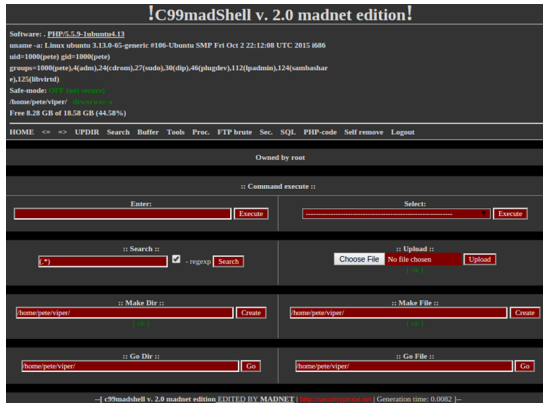 !C99madShell v. 2.0 madnet edition!
Software: . PHP/5.5.9-1ubuntu4.13
uname -a: Linux ubuntu 3.13.0-65-generic #106-Ubuntu SMP Fri Oct 2 22:12:08 UTC 2015 i686
uid=1000(pete) gid=1000(pete)
groups=1000(pete),4(adm),24(cdrom),27(sudo),30(dip),46(plugdev),112(lpadmin),124(sambashar
e),125(libvirtd)
Safe-mode: OFF (not secure)
/home/pete/viper/ drwxrwxr-x
Free 8.28 GB of 18.58 GB (44.58%)
HOME <= => UPDIR Search Buffer Tools Proc. FTP brute Sec. SQL PHP-code Self remove Logout
Owned by root
:: Command execute ::
Enter: Select:
Execute Execute
:: Search :: :: Upload ::
(.*) - regexp Search Choose File No file chosen Upload
[ ok ]
:: Make Dir :: :: Make File ::
/home/pete/viper/ Create /home/pete/viper/ Create
[ ok ] [ ok ]
:: Go Dir :: :: Go File ::
/home/pete/viper/ Go /home/pete/viper/ Go
--[ c99madshell v. 2.0 madnet edition EDITED BY MADNET | | Generation time: 0.0082 ]--